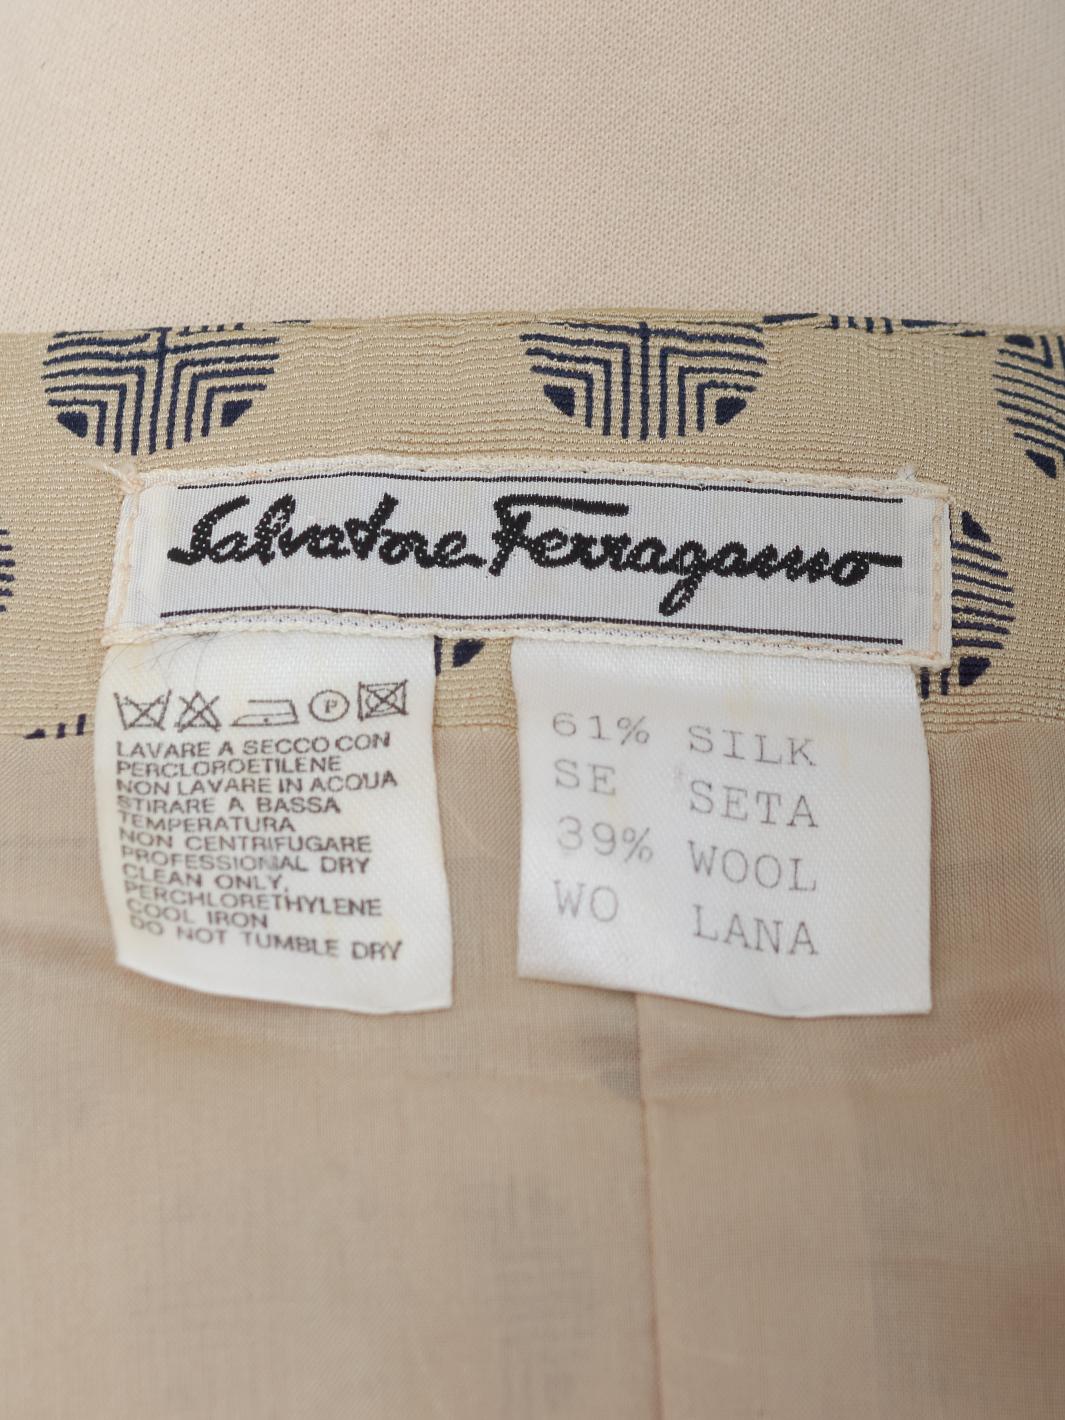 Salvatore Ferragamo
P
LAVARE A SECCO CON
PERCLOROETILENE
NON LAVARE IN ACQUA
STIRARE A BASSA
TEMPERATURA
NON CENTRIFUGARE
PROFESSIONAL DRY
CLEAN ONLY,
PERCHLORETHYLENE
COOL IRON
DO NOT TUMBLE DRY
61% SILK
SE SETA
39% WOOL
WO LANA